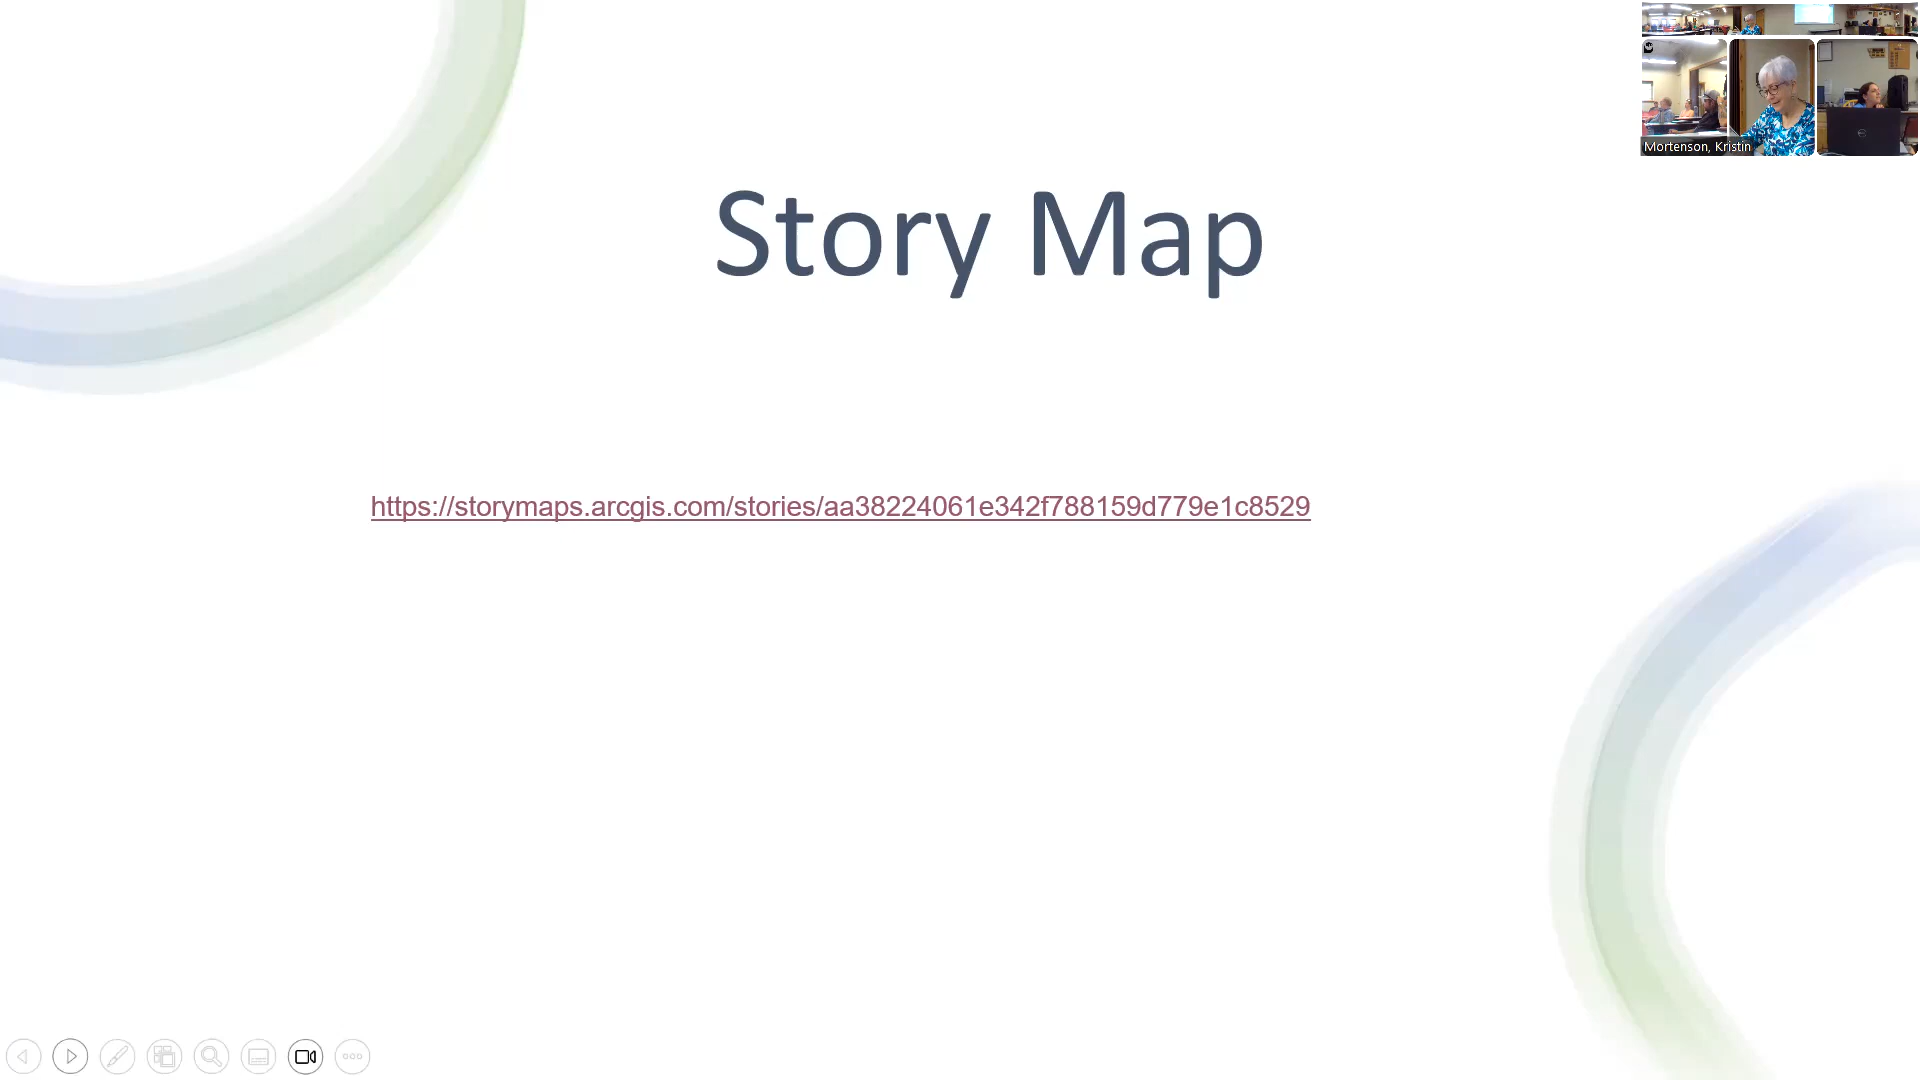 Mortenson, Kristin
Story Map
https://storymaps.arcgis.com/stories/aa38224061e342f788159d779e1c8529